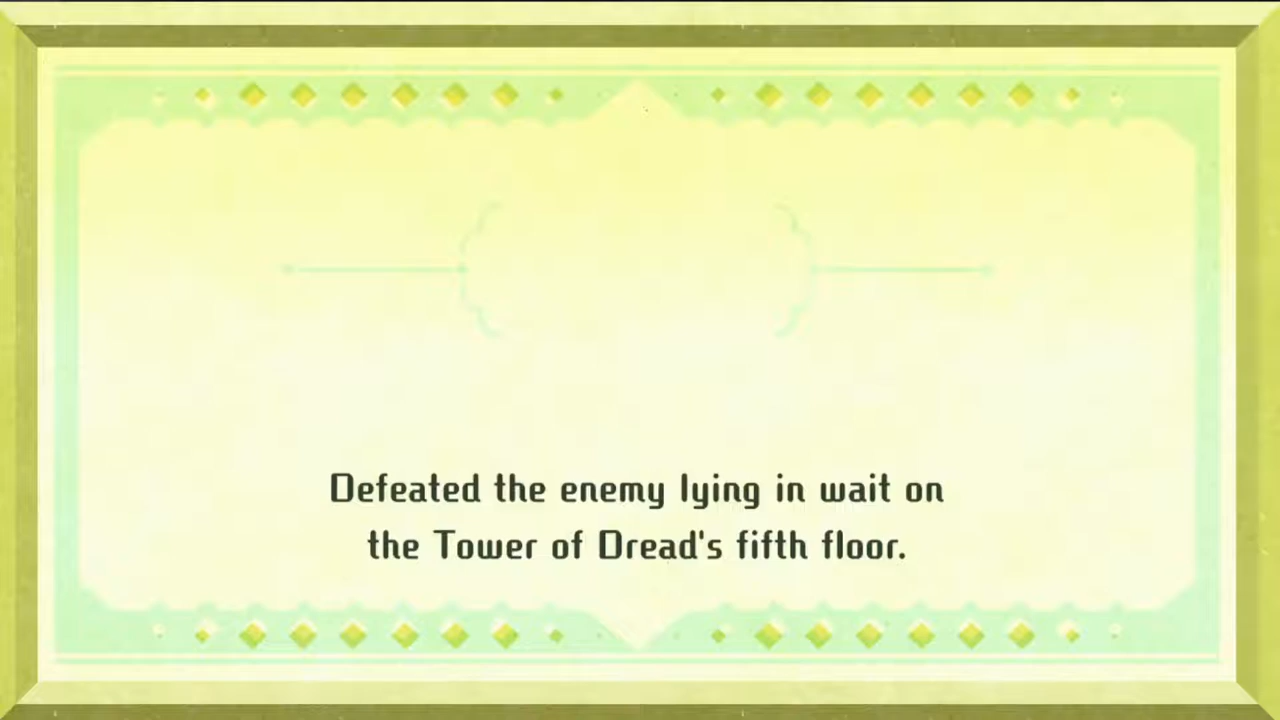 Defeated the enemy lying in wait on
the Tower of Dread's fifth floor.